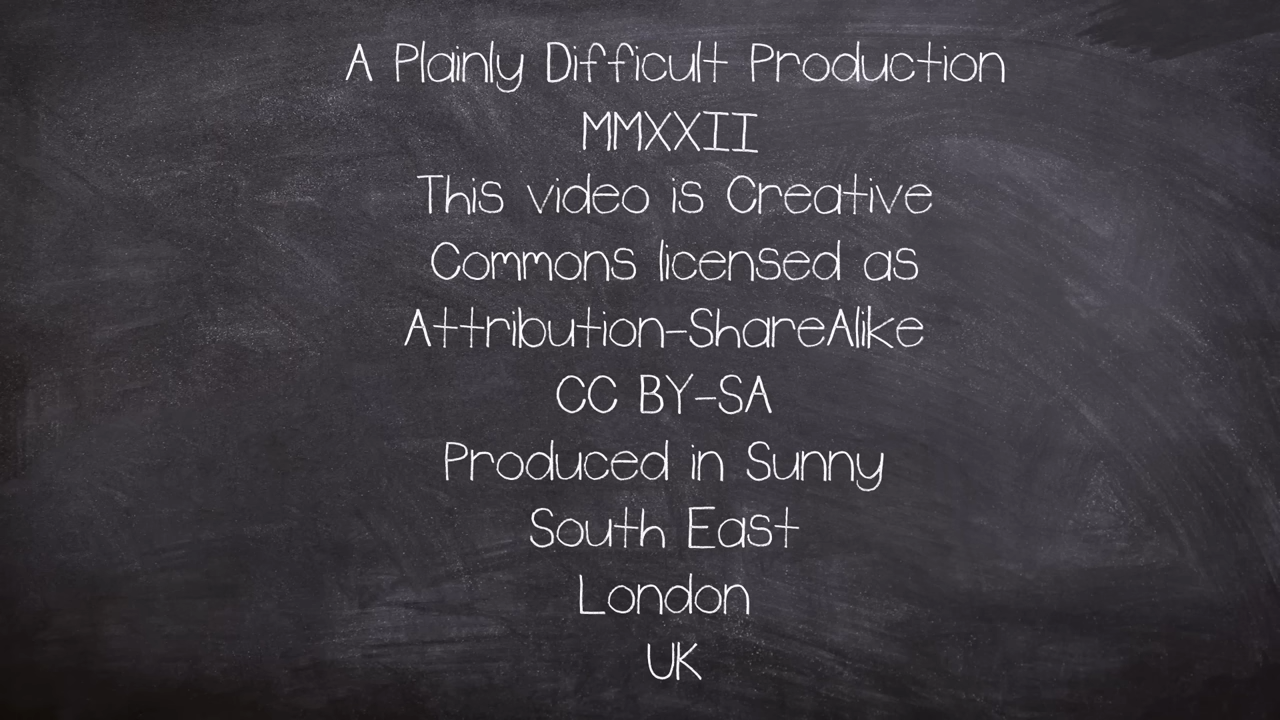 A Plainly Difficult Production
MMXXII
This video is Creative
Commons licensed as
Attribution-ShareAlike
CC BY-SA
Produced in Sunny
South East
London
UK